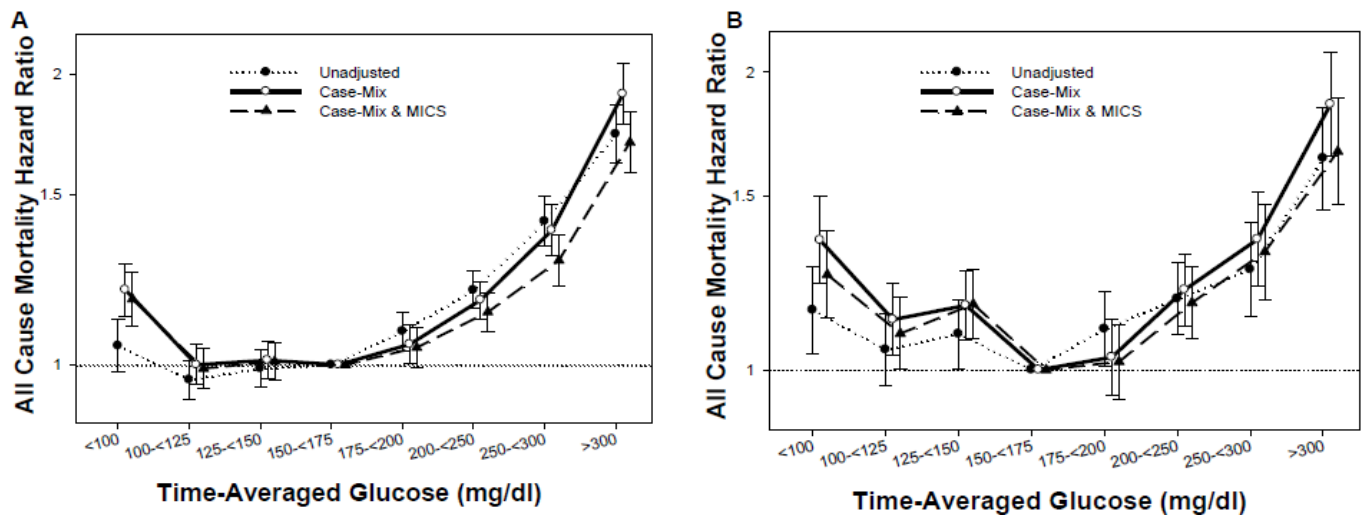 A
All Cause Mortality Hazard Ratio
2
1.5
1
Unadjusted
Case-Mix
Case-Mix & MICS
<100
100-<125
125-<150
150-<175
175-<200
200-<250
250-<300
>300
Time-Averaged Glucose (mg/dl)
B
All Cause Mortality Hazard Ratio
2
1.5
1
Unadjusted
Case-Mix
Case-Mix & MICS
<100
100-<125
125-<150
150-<175
175-<200
200-<250
250-<300
>300
Time-Averaged Glucose (mg/dl)